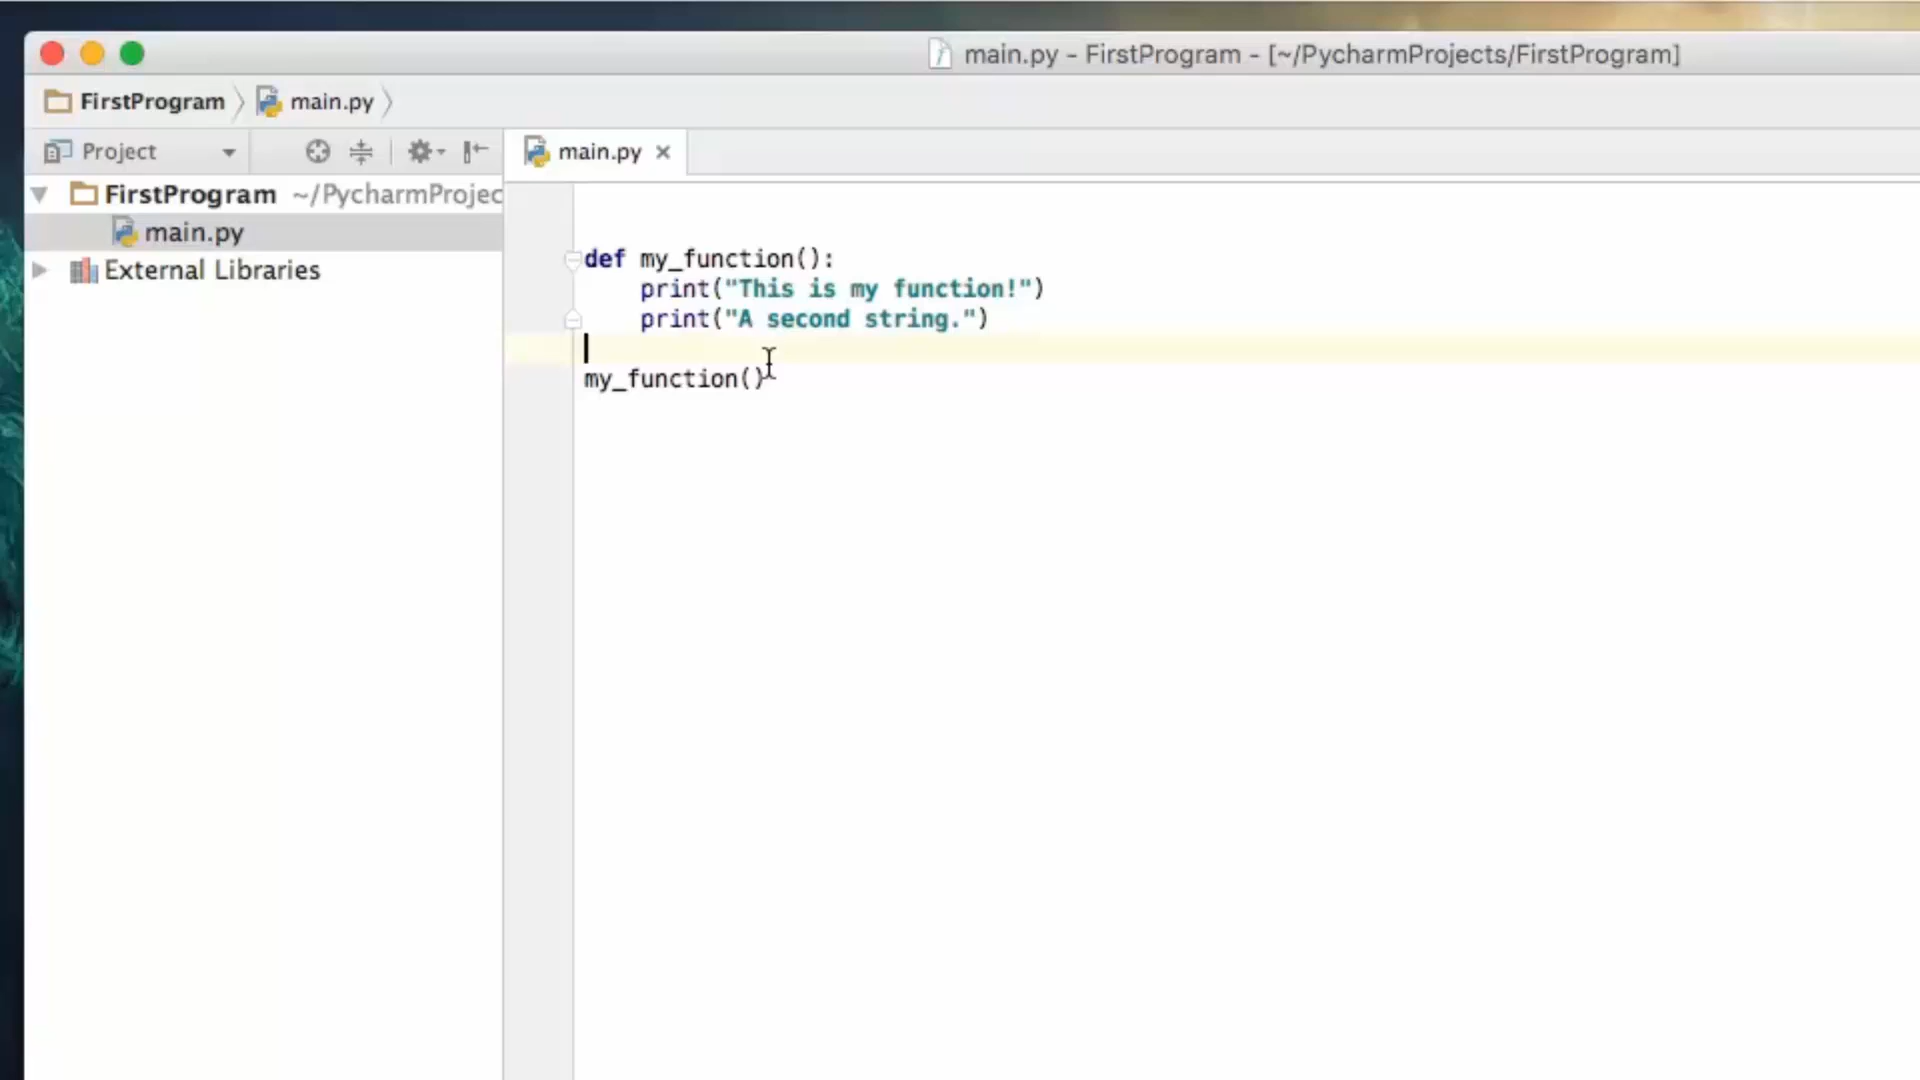 main.py - FirstProgram - [~/PycharmProjects/FirstProgram]
FirstProgram main.py
Project
main.py
FirstProgram ~/PycharmProjec
main.py
External Libraries
def my_function():
    print("This is my function!")
    print("A second string.")
my_function()